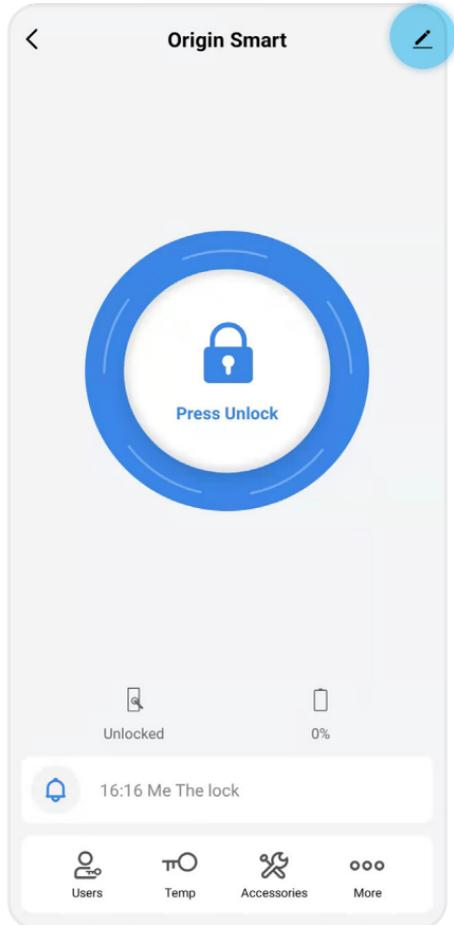 Origin Smart
Press Unlock
Unlocked
0%
16:16 Me The lock
Users
Temp
Accessories
More